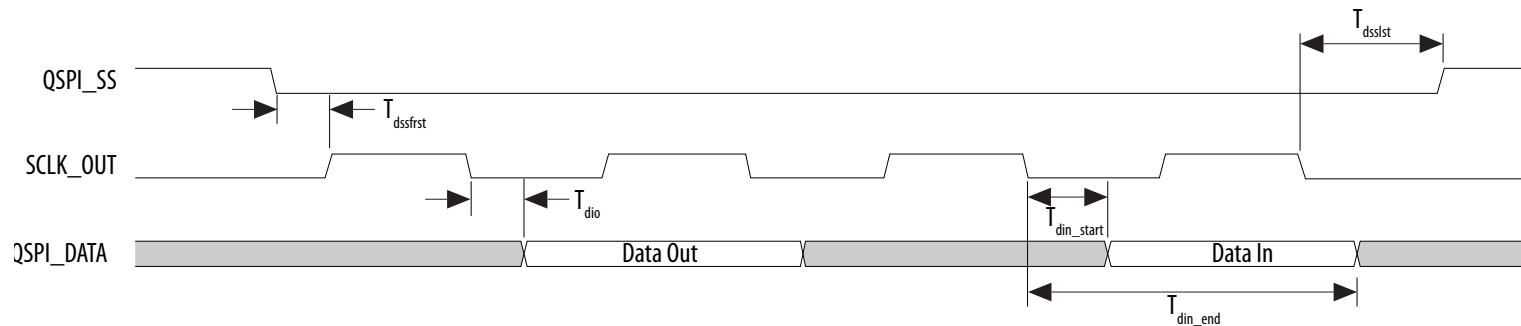 T_dsslst
QSPI_SS
T_dssfrst
SCLK_OUT
T_dio
T_din_start
QSPI_DATA Data Out Data In
T_din_end